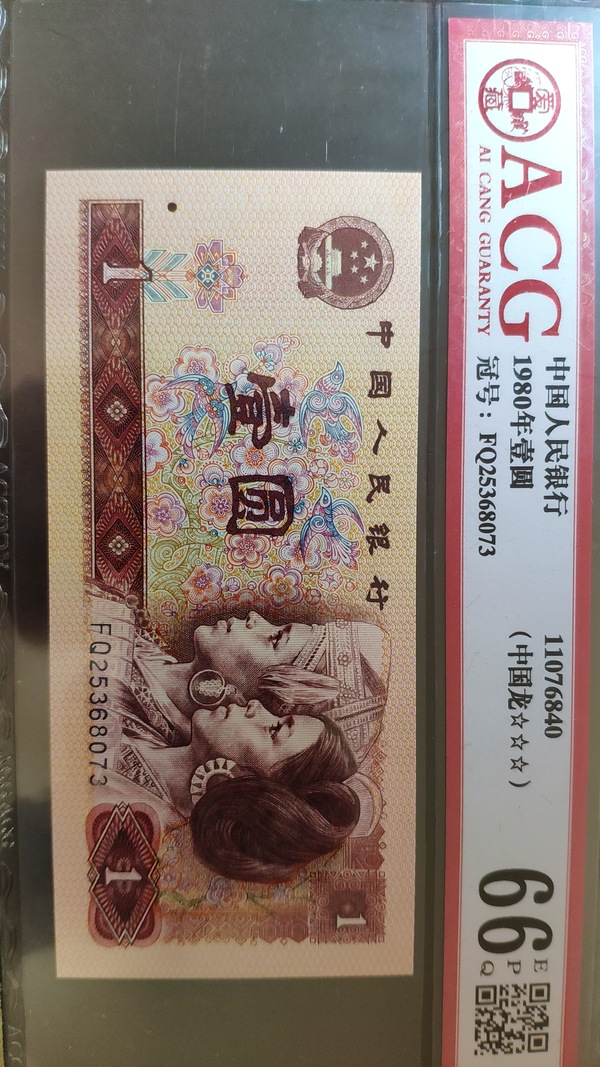 ACG
AI CANG GUARANTY
中国人民银行
1980年壹圆
冠号：FQ25368073
11076840
(中国龙☆☆☆)
66
EPQ
中国人民银行
壹圆
1
FQ25368073
1
1